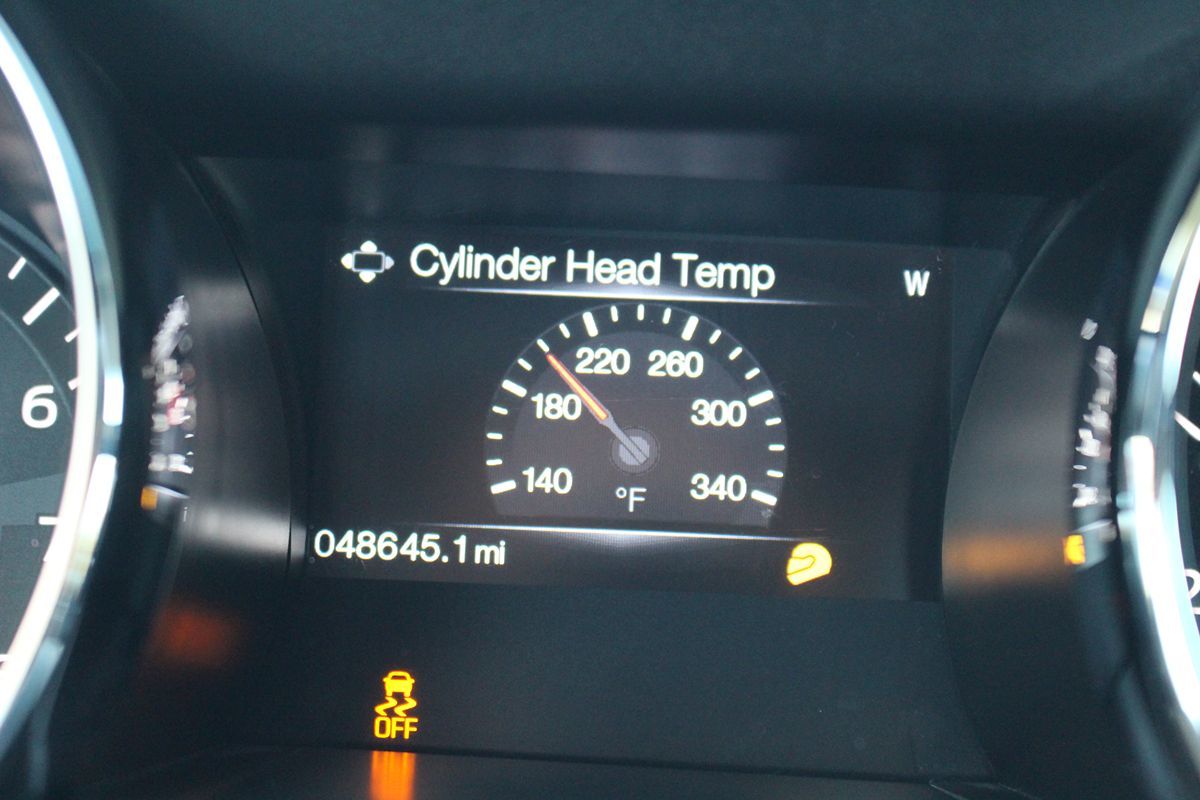 Cylinder Head Temp W
220 260
180 300
140 340
°F
048645.1 mi
6
OFF